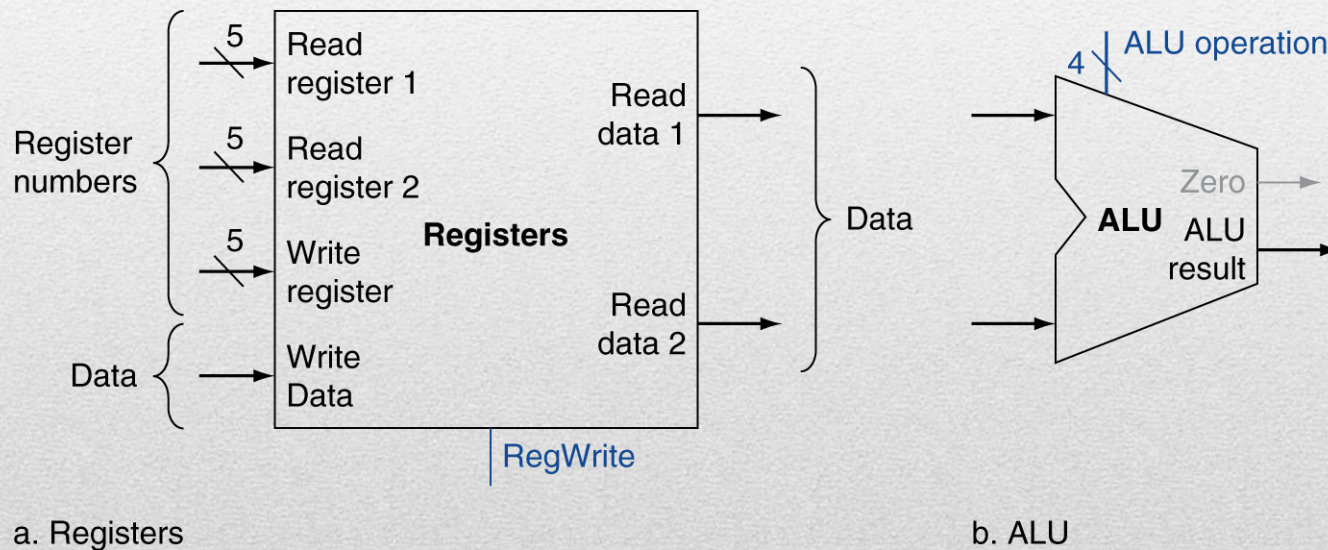 Register
numbers
Data
5
Read
register 1
5
Read
register 2
5
Write
register
Write
Data
Registers
Read
data 1
Read
data 2
RegWrite
Data
a. Registers
4
ALU operation
Zero
ALU
ALU
result
b. ALU